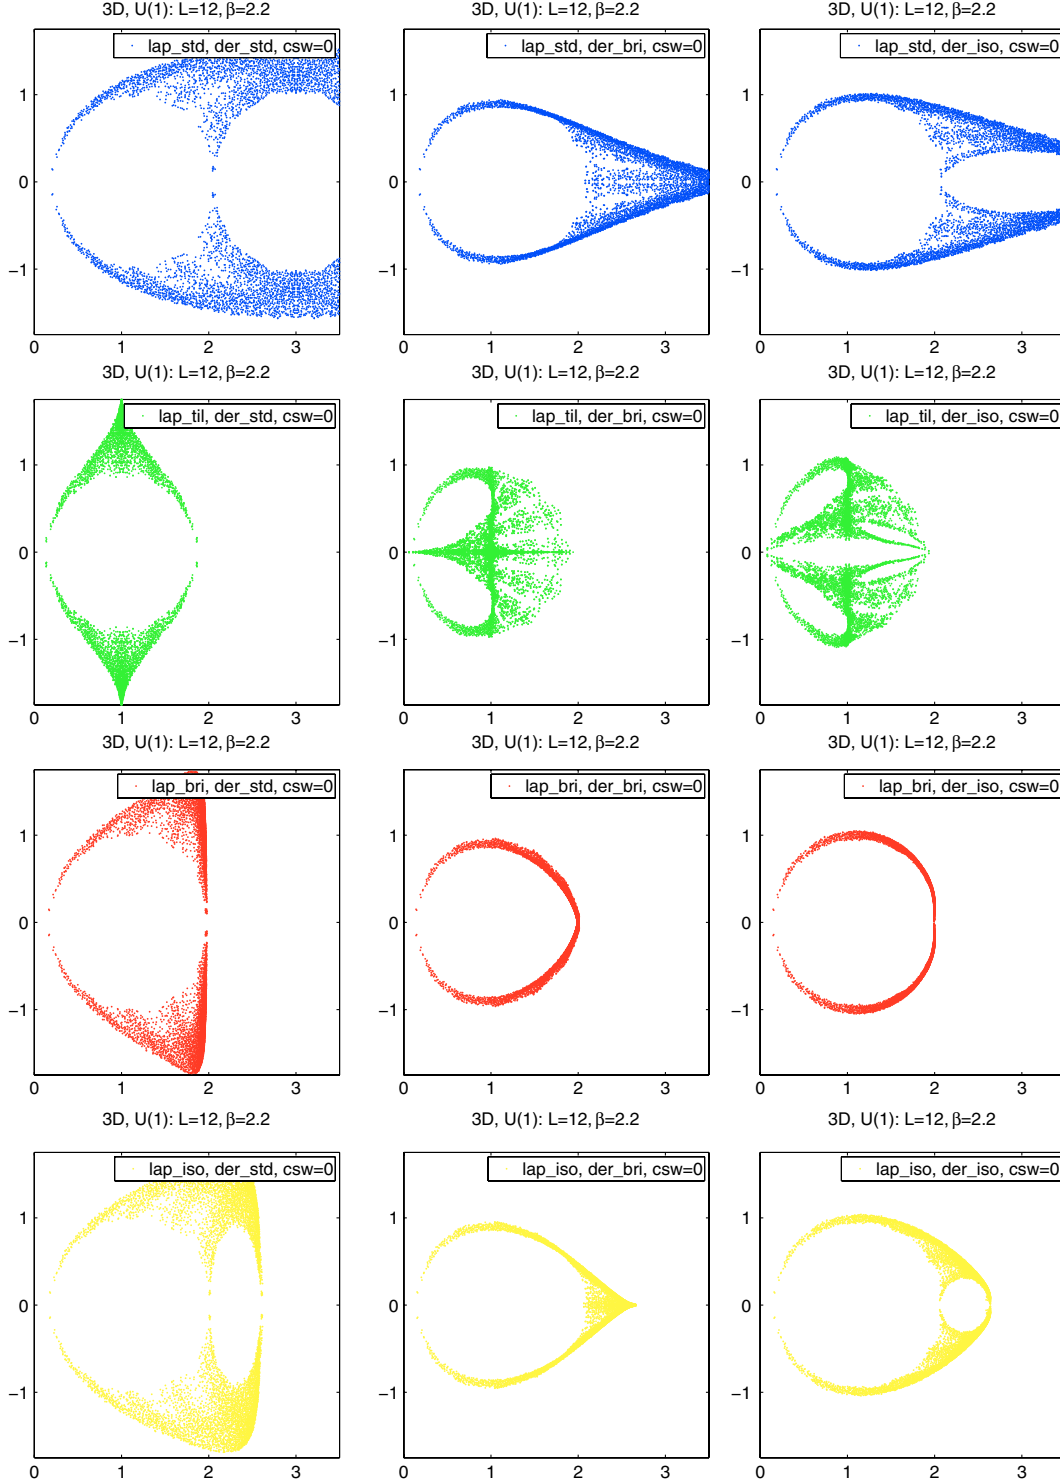 3D, U(1): L=12, β=2.2 3D, U(1): L=12, β=2.2 3D, U(1): L=12, β=2.2
lap_std, der_std, csw=0 lap_std, der_bri, csw=0 lap_std, der_iso, csw=0
1 1 1
0 0 0
−1 −1 −1
0 1 2 3 0 1 2 3 0 1 2 3
3D, U(1): L=12, β=2.2 3D, U(1): L=12, β=2.2 3D, U(1): L=12, β=2.2
lap_til, der_std, csw=0 lap_til, der_bri, csw=0 lap_til, der_iso, csw=0
1 1 1
0 0 0
−1 −1 −1
0 1 2 3 0 1 2 3 0 1 2 3
3D, U(1): L=12, β=2.2 3D, U(1): L=12, β=2.2 3D, U(1): L=12, β=2.2
lap_bri, der_std, csw=0 lap_bri, der_bri, csw=0 lap_bri, der_iso, csw=0
1 1 1
0 0 0
−1 −1 −1
0 1 2 3 0 1 2 3 0 1 2 3
3D, U(1): L=12, β=2.2 3D, U(1): L=12, β=2.2 3D, U(1): L=12, β=2.2
lap_iso, der_std, csw=0 lap_iso, der_bri, csw=0 lap_iso, der_iso, csw=0
1 1 1
0 0 0
−1 −1 −1
0 1 2 3 0 1 2 3 0 1 2 3